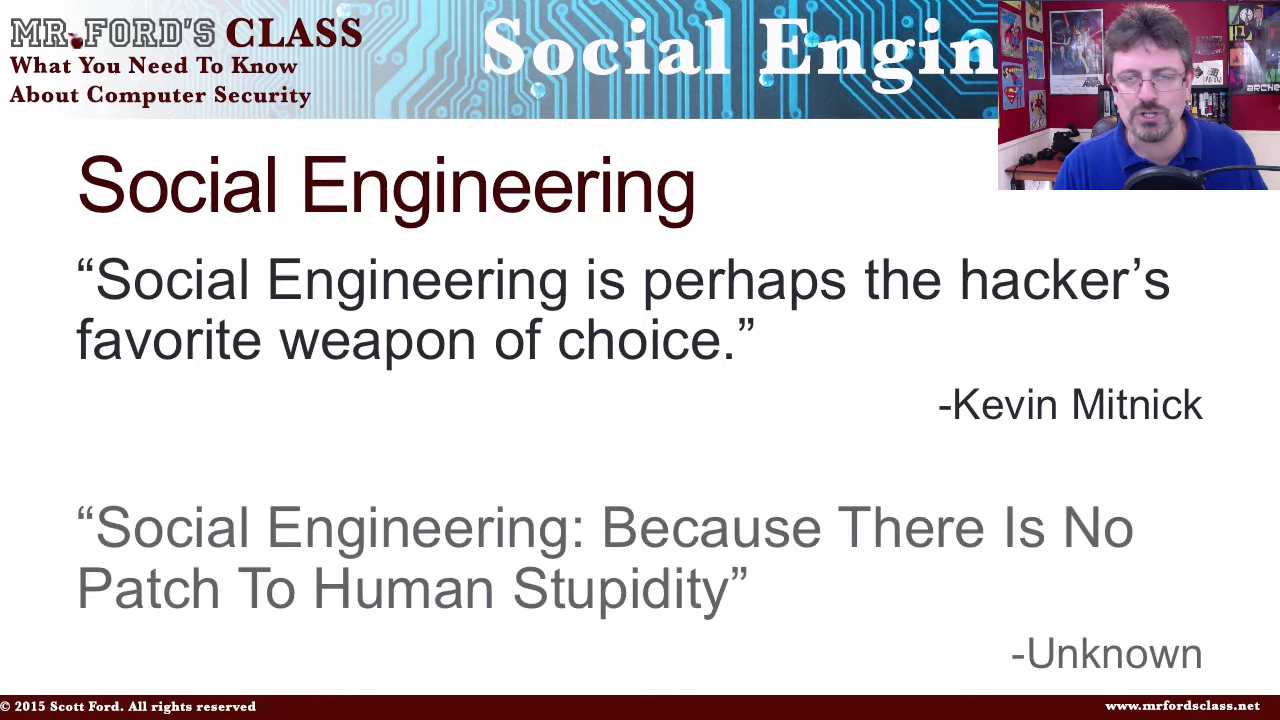 MR. FORD'S CLASS
What You Need To Know
About Computer Security
Social Engin
ARCHE
Social Engineering
“Social Engineering is perhaps the hacker’s
favorite weapon of choice.”
-Kevin Mitnick
“Social Engineering: Because There Is No
Patch To Human Stupidity”
-Unknown
© 2015 Scott Ford. All rights reserved
www.mrfordsclass.net